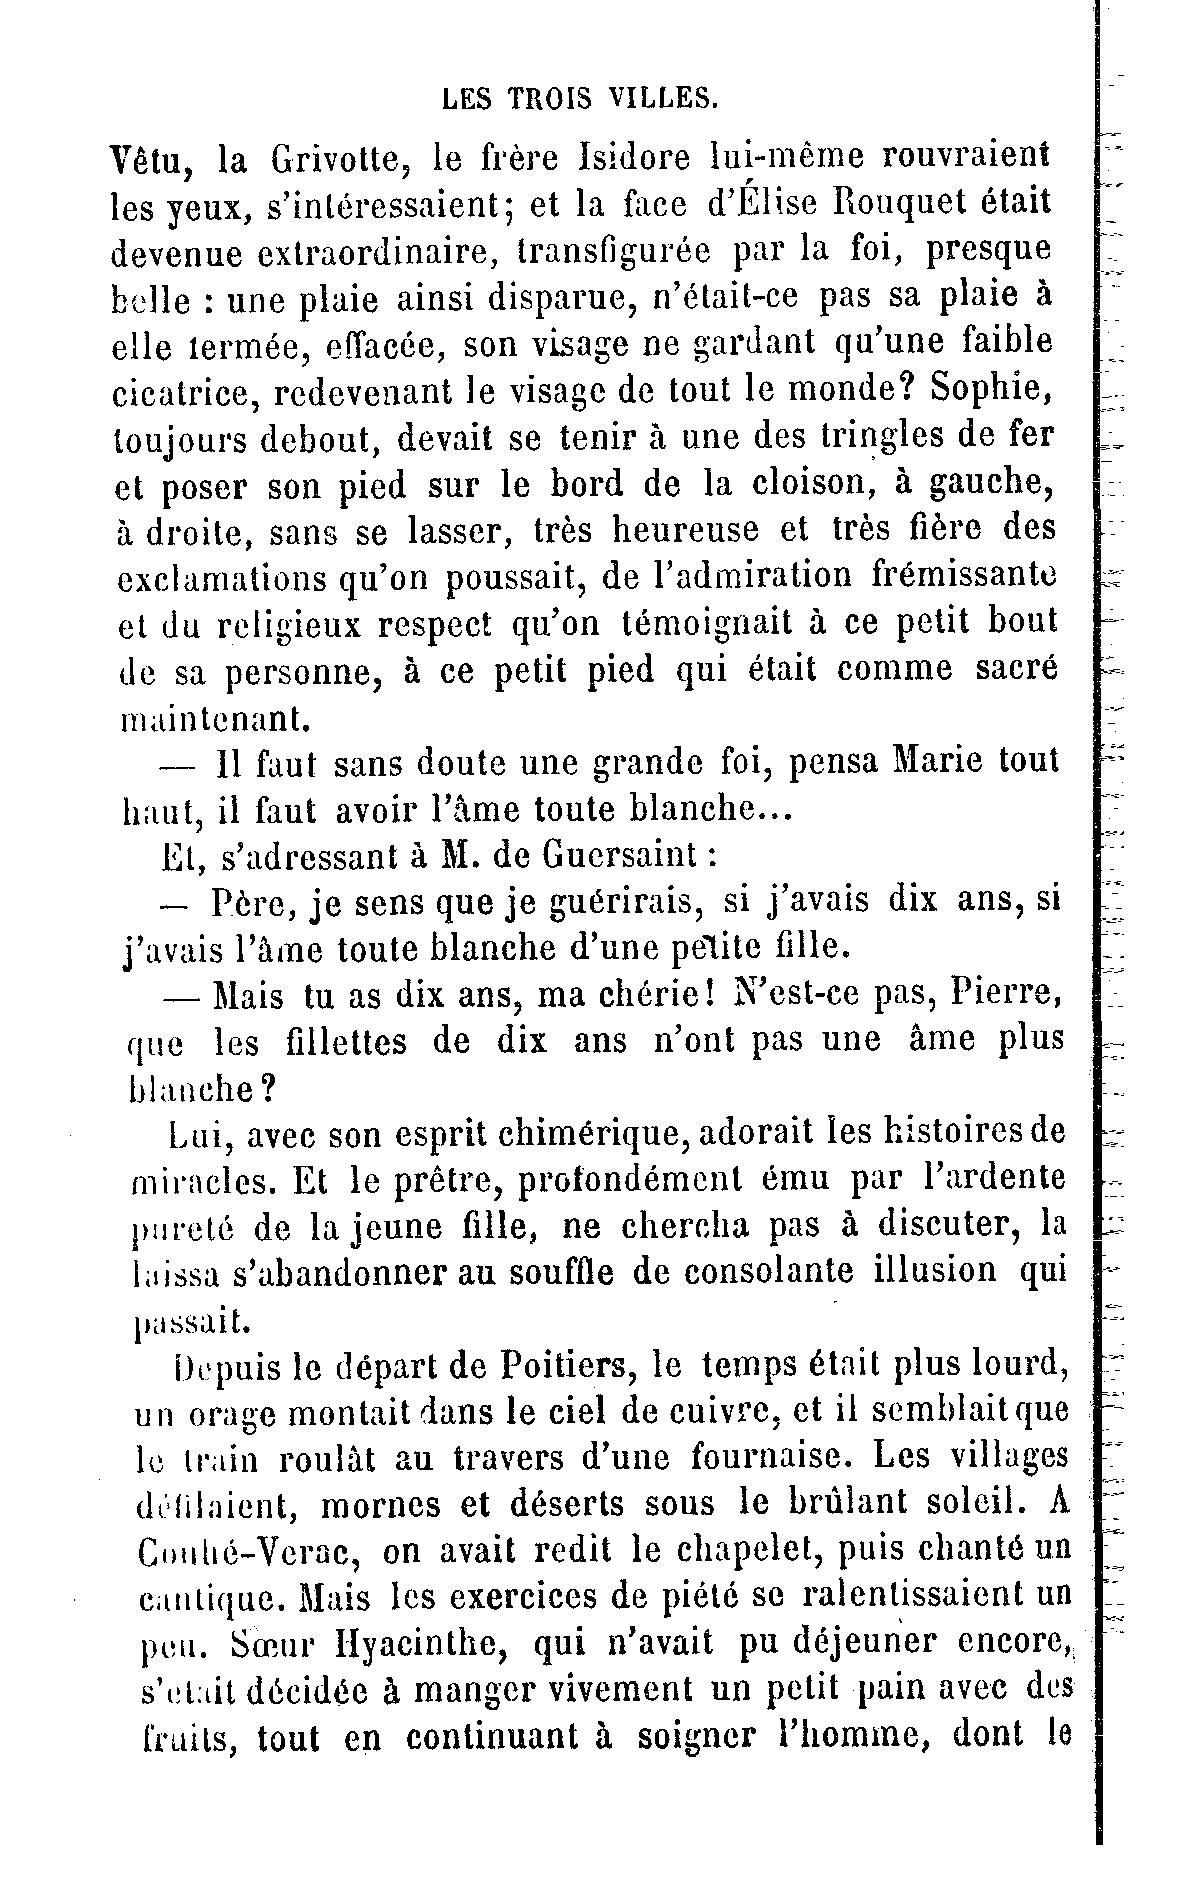 LES TROIS VILLES.
Vêtu, la Grivotte, le frère Isidore lui-même rouvraient
les yeux, s'intéressaient; et la face d'Élise Rouquet était
devenue extraordinaire, transfigurée par la foi, presque
belle : une plaie ainsi disparue, n'était-ce pas sa plaie à
elle fermée, effacée, son visage ne gardant qu'une faible
cicatrice, redevenant le visage de tout le monde? Sophie,
toujours debout, devait se tenir à une des tringles de fer
et poser son pied sur le bord de la cloison, à gauche,
à droite, sans se lasser, très heureuse et très fière des
exclamations qu'on poussait, de l'admiration frémissante
et du religieux respect qu'on témoignait à ce petit bout
de sa personne, à ce petit pied qui était comme sacré
maintenant.
— Il faut sans doute une grande foi, pensa Marie tout
haut, il faut avoir l'âme toute blanche...
Et, s'adressant à M. de Guersaint :
— Père, je sens que je guérirais, si j'avais dix ans, si
j'avais l'âme toute blanche d'une petite fille.
— Mais tu as dix ans, ma chérie! N'est-ce pas, Pierre,
que les fillettes de dix ans n'ont pas une âme plus
blanche?
Lui, avec son esprit chimérique, adorait les histoires de
miracles. Et le prêtre, profondément ému par l'ardente
pureté de la jeune fille, ne chercha pas à discuter, la
laissa s'abandonner au souffle de consolante illusion qui
passait.
Depuis le départ de Poitiers, le temps était plus lourd,
un orage montait dans le ciel de cuivre, et il semblait que
le train roulât au travers d'une fournaise. Les villages
défilaient, mornes et déserts sous le brûlant soleil. A
Couhé-Verac, on avait redit le chapelet, puis chanté un
cantique. Mais les exercices de piété se ralentissaient un
peu. Sœur Hyacinthe, qui n'avait pu déjeuner encore,
s'était décidée à manger vivement un petit pain avec des
fruits, tout en continuant à soigner l'homme, dont le